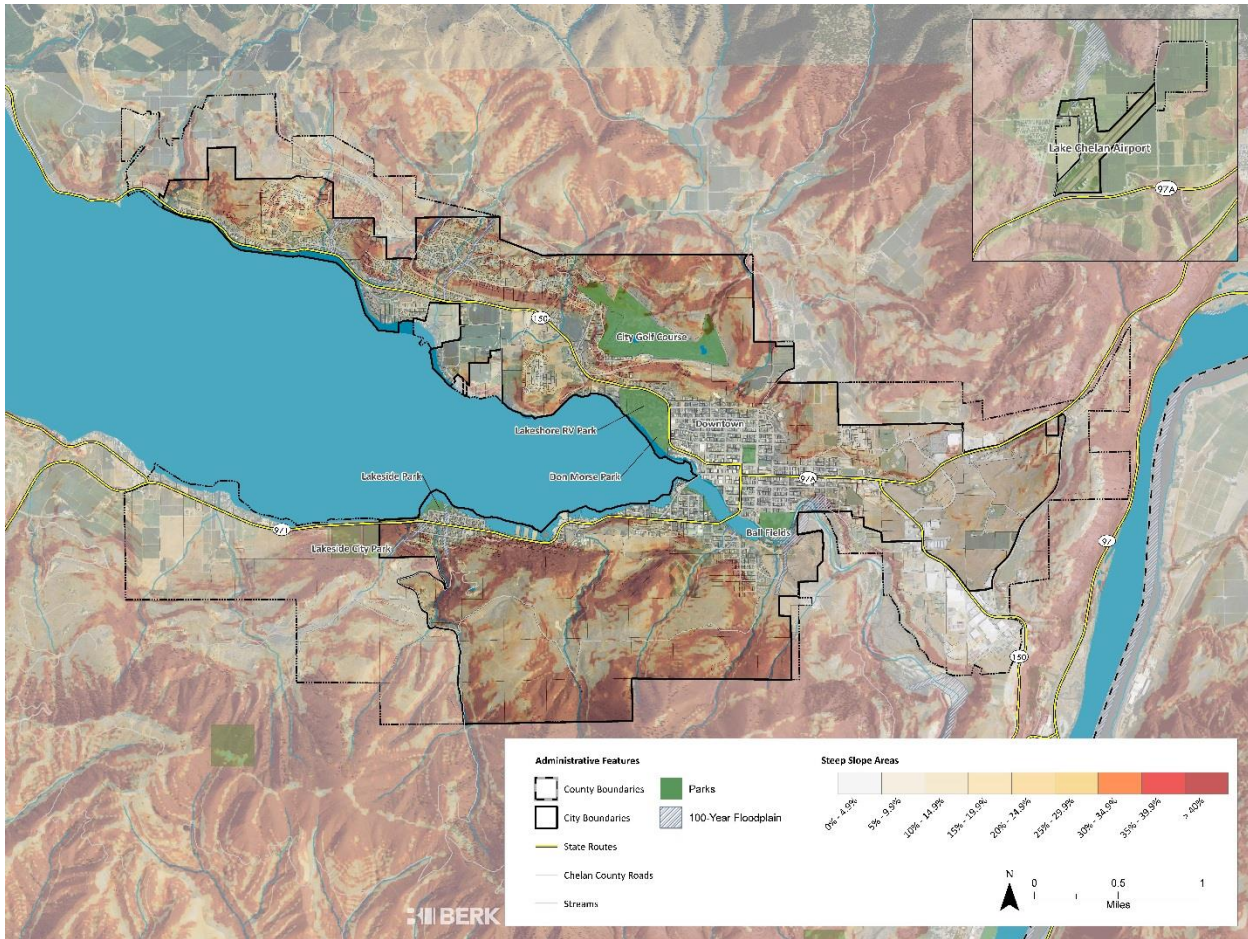 Lake Chelan Airport
97A
City Golf Course
150
Lakeshore RV Park
Downtown
Lakeside Park
Don Morse Park
97A
971
Ball Fields
Lakeside City Park
97
150
Administrative Features
County Boundaries
City Boundaries
State Routes
Chelan County Roads
Streams
Parks
100-Year Floodplain
Steep Slope Areas
0% - 4.9%
5% - 9.9%
10% - 14.9%
15% - 19.9%
20% - 24.9%
25% - 29.9%
30% - 34.9%
35% - 39.9%
> 40%
N
0 0.5 1
Miles
BERK